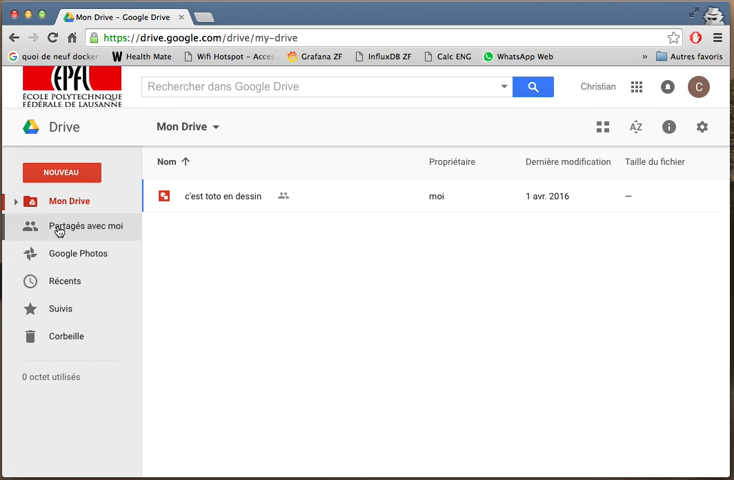 Mon Drive – Google Drive
https://drive.google.com/drive/my-drive
quoi de neuf docker
Health Mate
Wifi Hotspot – Acces
Grafana ZF
InfluxDB ZF
Calc ENG
WhatsApp Web
»
Autres favoris
EPFL
ÉCOLE POLYTECHNIQUE
FÉDÉRALE DE LAUSANNE
Rechercher dans Google Drive
Christian
C
Drive
Mon Drive
AZ
NOUVEAU
Nom
Propriétaire
Dernière modification
Taille du fichier
Mon Drive
c'est toto en dessin
moi
1 avr. 2016
—
Partagés avec moi
Google Photos
Récents
Suivis
Corbeille
0 octet utilisés